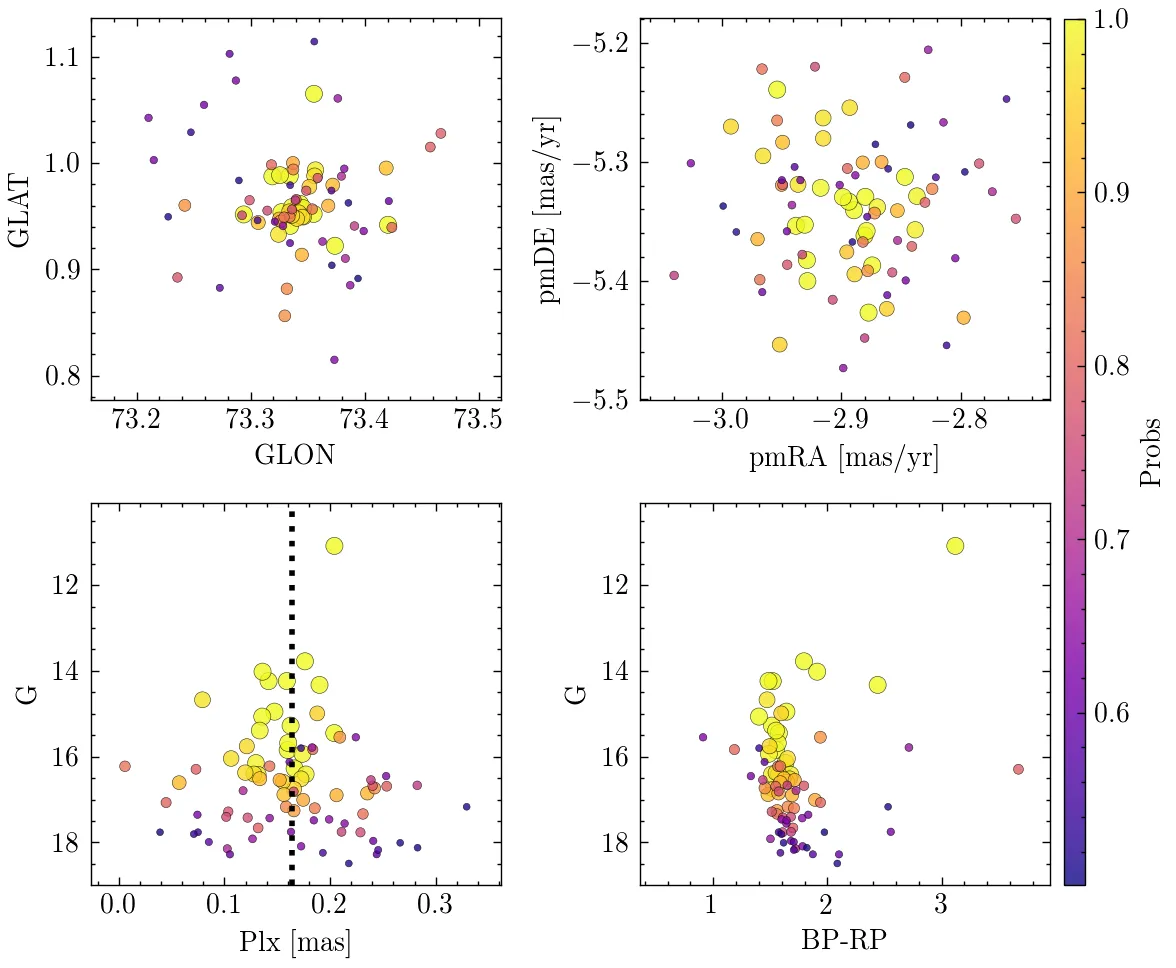 1.1
1.0
0.9
0.8
GLAT
73.2 73.3 73.4 73.5
GLON
−5.2
−5.3
−5.4
−5.5
pmDE [mas/yr]
−3.0 −2.9 −2.8
pmRA [mas/yr]
1.0
0.9
0.8
0.7
0.6
Probs
12
14
16
18
G
0.0 0.1 0.2 0.3
Plx [mas]
12
14
16
18
G
1 2 3
BP-RP